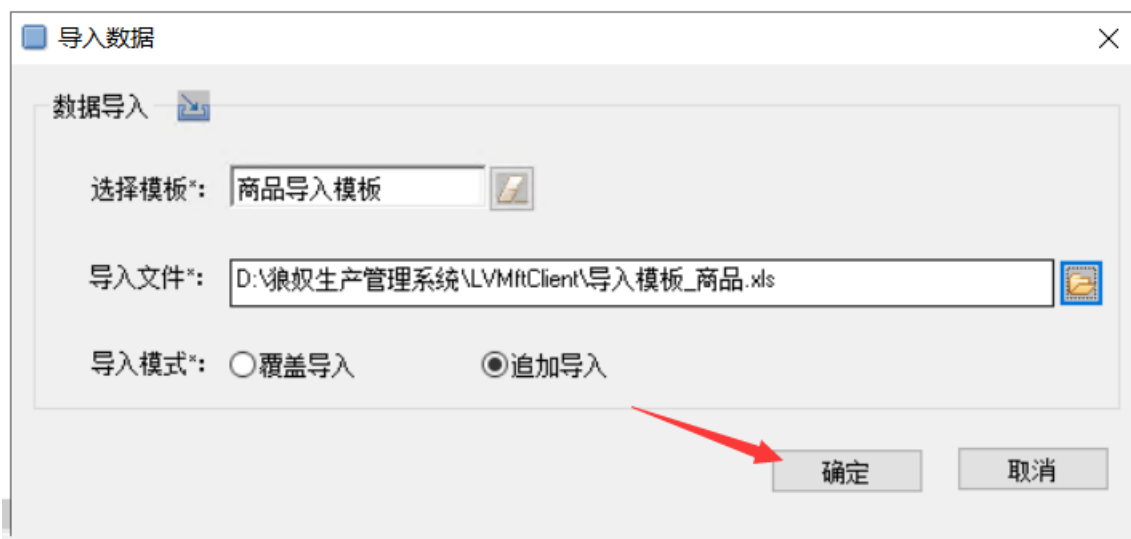 导入数据
数据导入
选择模板*: 商品导入模板
导入文件*: D:\狼奴生产管理系统\LVMftClient\导入模板_商品.xls
导入模式*: 覆盖导入 追加导入
确定 取消